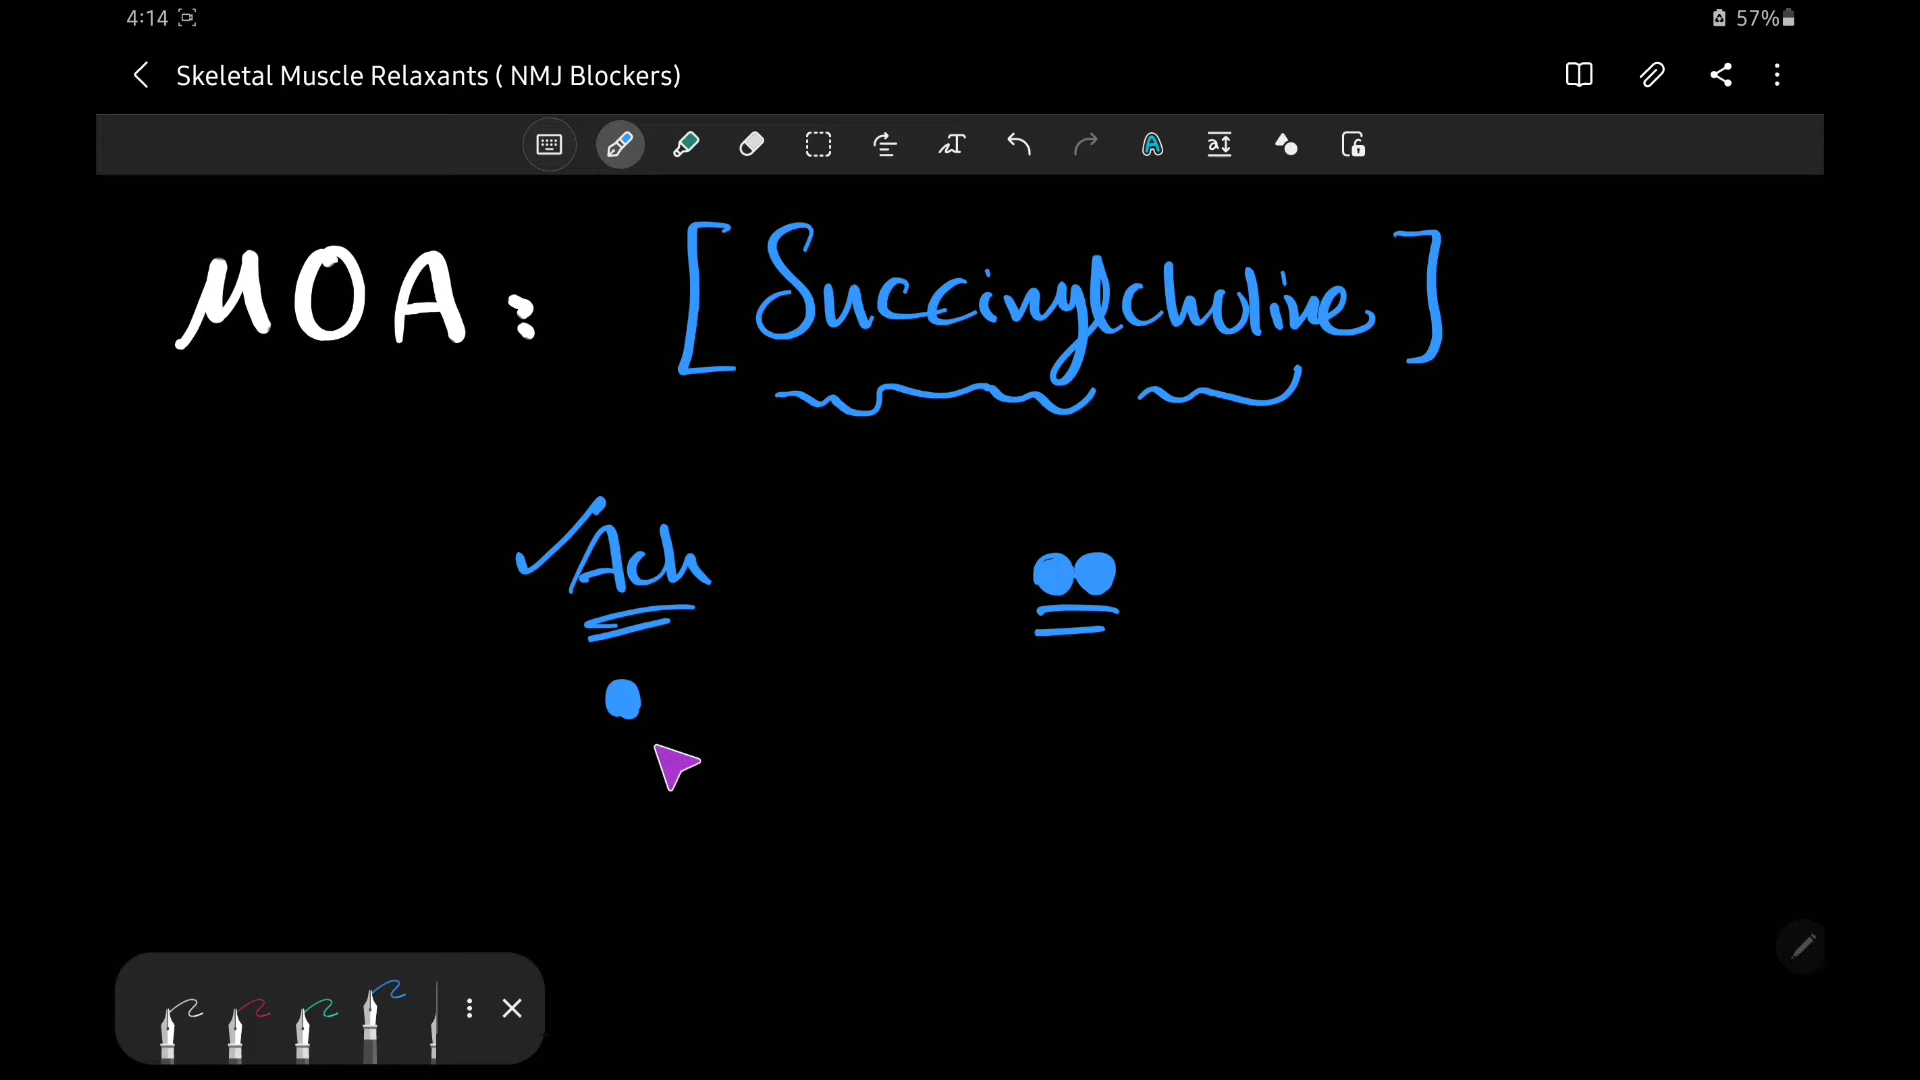 4:14 57%
Skeletal Muscle Relaxants ( NMJ Blockers)
MOA: [Succinylcholine]
Ach